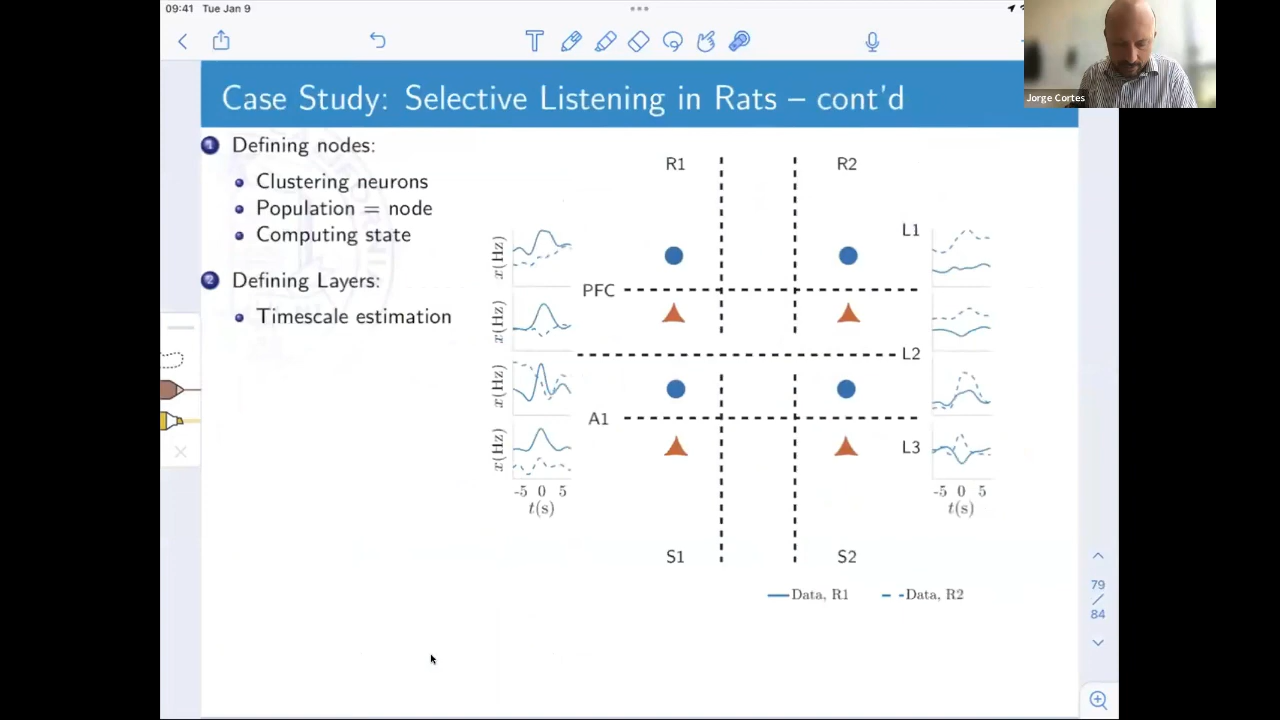 09:41 Tue Jan 9
Jorge Cortes
Case Study: Selective Listening in Rats – cont'd
1 Defining nodes:
Clustering neurons
Population = node
Computing state
2 Defining Layers:
Timescale estimation
R1 R2
L1
x(Hz)
PFC
x(Hz)
L2
x(Hz)
A1
L3
x(Hz)
-5 0 5
t(s)
-5 0 5
t(s)
S1 S2
Data, R1 Data, R2
79
/
84